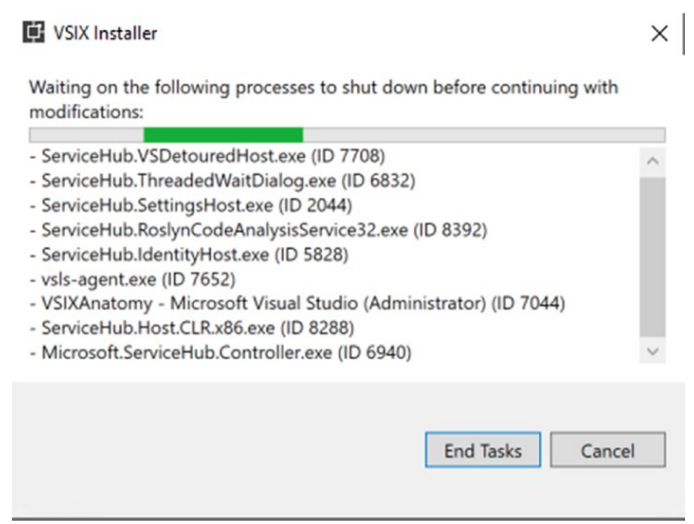 VSIX Installer
Waiting on the following processes to shut down before continuing with
modifications:
- ServiceHub.VSDetouredHost.exe (ID 7708)
- ServiceHub.ThreadedWaitDialog.exe (ID 6832)
- ServiceHub.SettingsHost.exe (ID 2044)
- ServiceHub.RoslynCodeAnalysisService32.exe (ID 8392)
- ServiceHub.IdentityHost.exe (ID 5828)
- vsls-agent.exe (ID 7652)
- VSIXAnatomy - Microsoft Visual Studio (Administrator) (ID 7044)
- ServiceHub.Host.CLR.x86.exe (ID 8288)
- Microsoft.ServiceHub.Controller.exe (ID 6940)
End Tasks Cancel